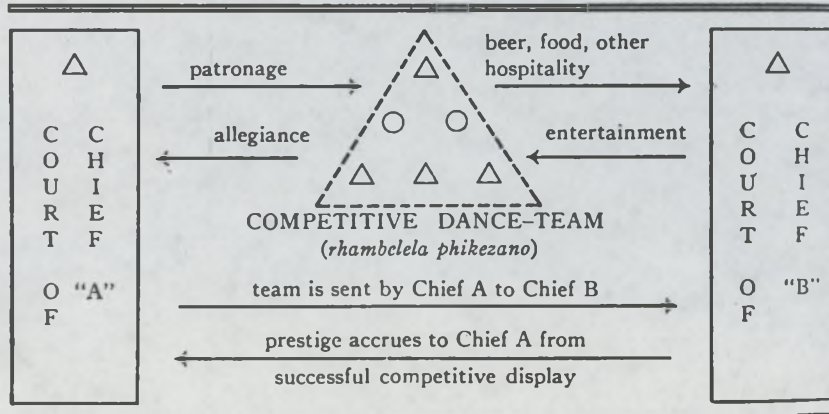 COURT OF
CHIEF "A"
patronage
allegiance
beer, food, other
hospitality
entertainment
COMPETITIVE DANCE-TEAM
(rhambelela phikezano)
team is sent by Chief A to Chief B
prestige accrues to Chief A from
successful competitive display
COURT OF
CHIEF "B"